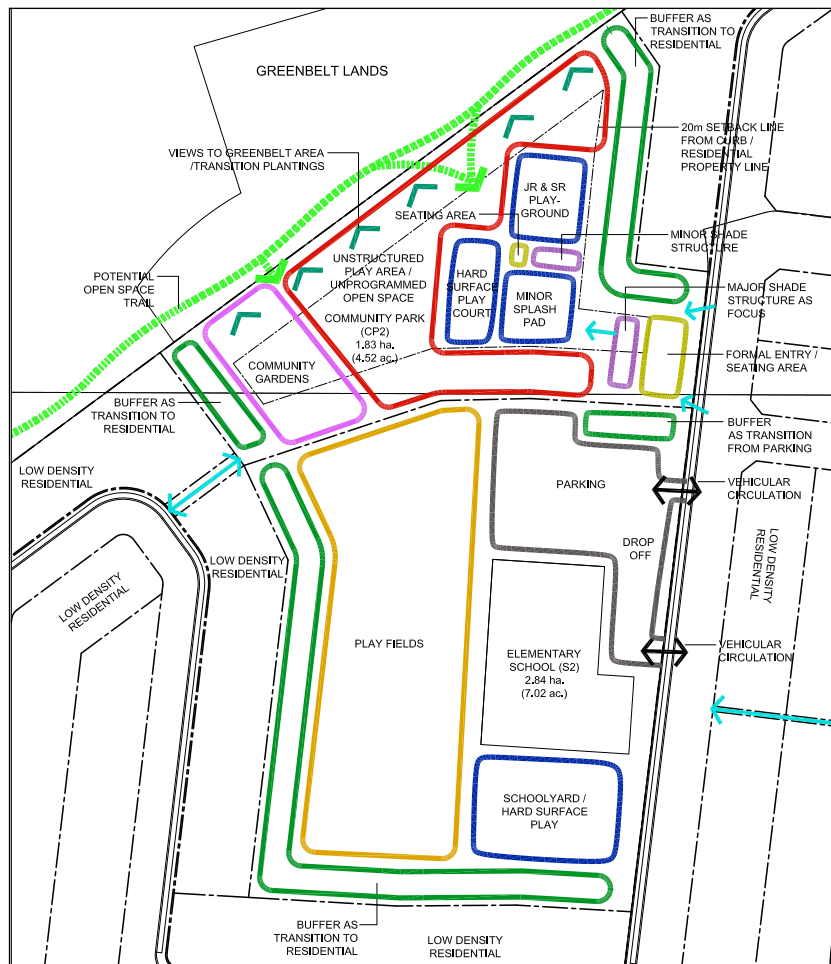 BUFFER AS
TRANSITION TO
RESIDENTIAL
GREENBELT LANDS
20m SETBACK LINE
FROM CURB /
RESIDENTIAL
PROPERTY LINE
VIEWS TO GREENBELT AREA
/TRANSITION PLANTINGS
JR & SR
PLAY-
GROUND
SEATING AREA
MINOR SHADE
STRUCTURE
UNSTRUCTURED
PLAY AREA /
UNPROGRAMMED
OPEN SPACE
HARD
SURFACE
PLAY
COURT
MINOR
SPLASH
PAD
POTENTIAL
OPEN SPACE
TRAIL
MAJOR SHADE
STRUCTURE AS
FOCUS
COMMUNITY PARK
(CP2)
1.83 ha.
(4.52 ac.)
COMMUNITY
GARDENS
FORMAL ENTRY /
SEATING AREA
BUFFER AS
TRANSITION TO
RESIDENTIAL
BUFFER
AS TRANSITION
FROM PARKING
LOW DENSITY
RESIDENTIAL
PARKING
VEHICULAR
CIRCULATION
LOW DENSITY
RESIDENTIAL
DROP
OFF
LOW DENSITY
RESIDENTIAL
LOW DENSITY
RESIDENTIAL
PLAY FIELDS
ELEMENTARY
SCHOOL (S2)
2.84 ha.
(7.02 ac.)
VEHICULAR
CIRCULATION
SCHOOLYARD /
HARD SURFACE
PLAY
BUFFER AS
TRANSITION TO
RESIDENTIAL
LOW DENSITY
RESIDENTIAL